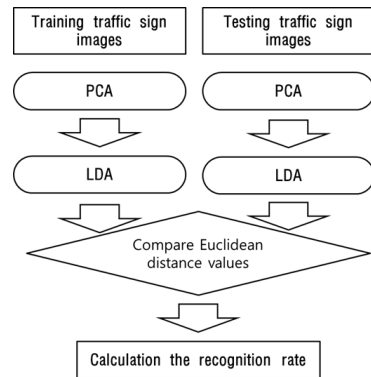 Training traffic sign
images
Testing traffic sign
images
PCA
PCA
LDA
LDA
Compare Euclidean
distance values
Calculation the recognition rate